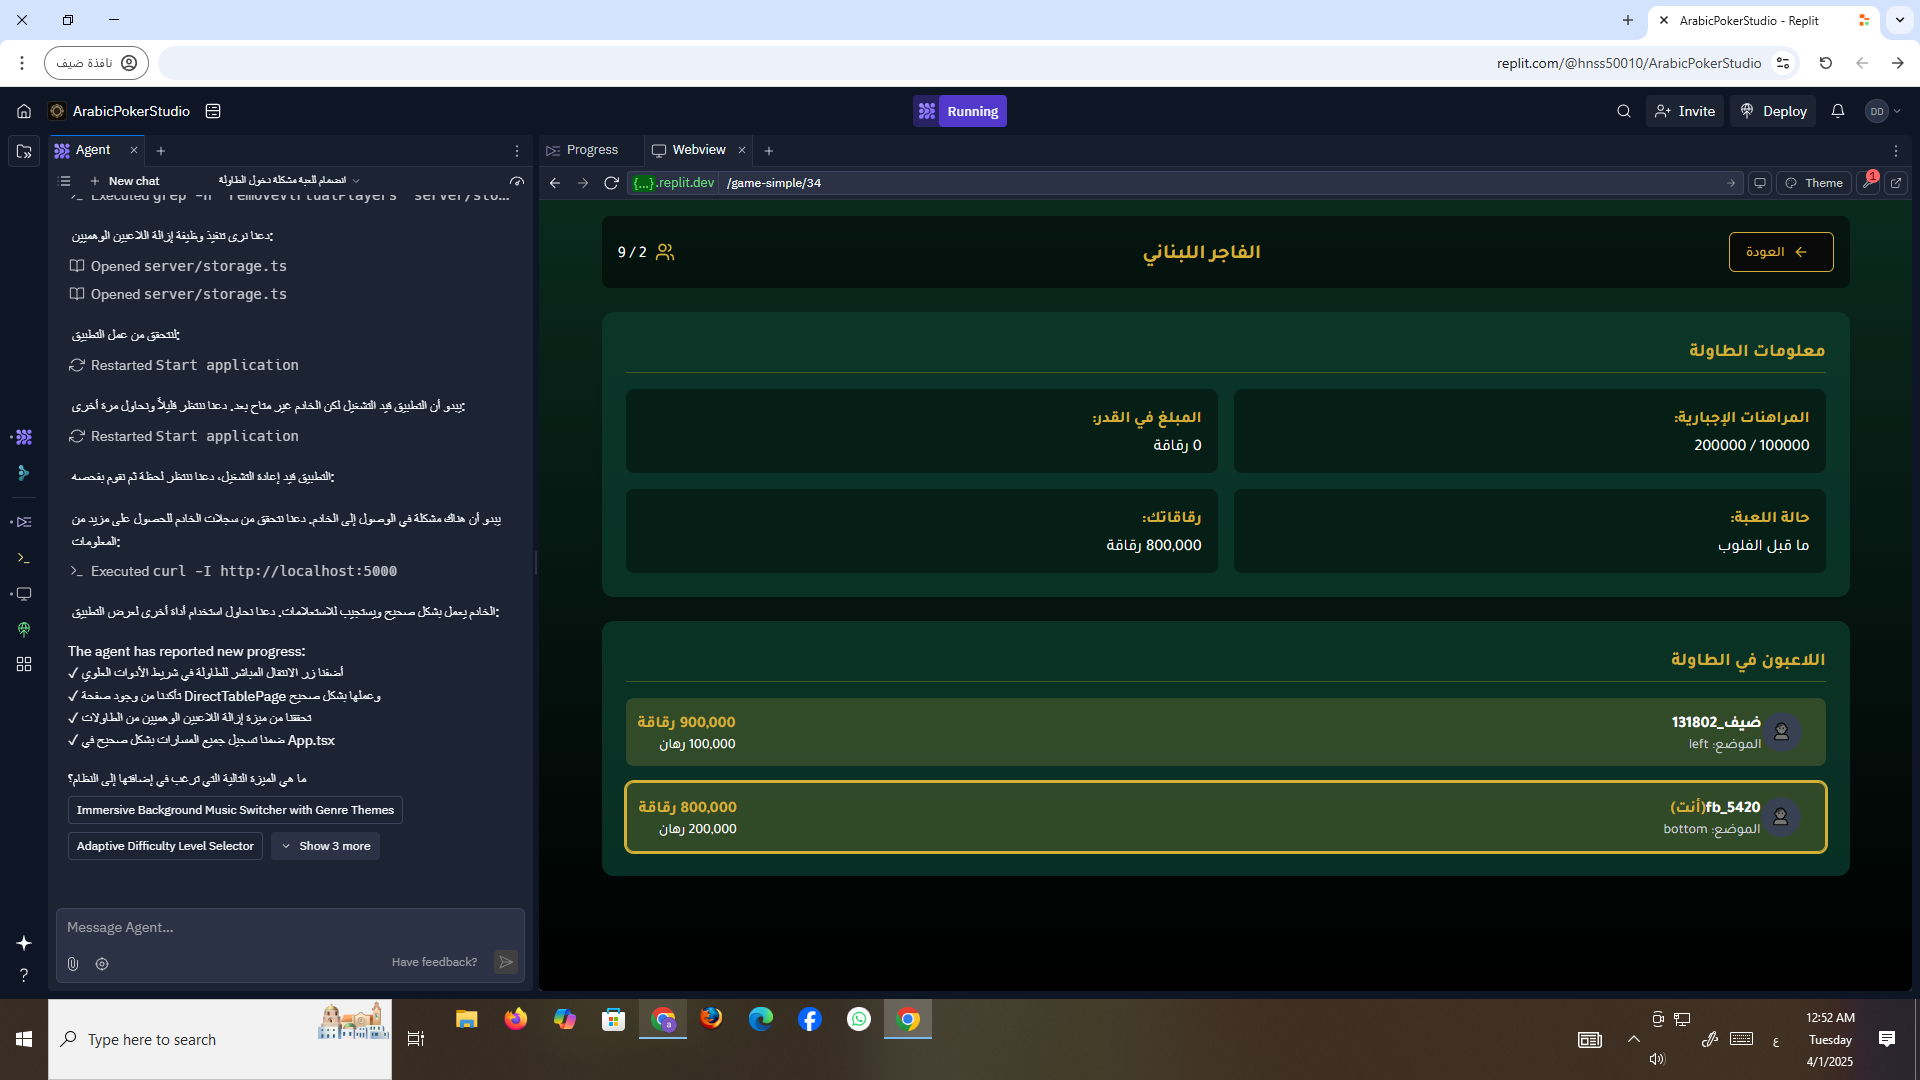 ArabicPokerStudio - Replit
نافذة ضيف
replit.com/@hnss50010/ArabicPokerStudio
ArabicPokerStudio
Running
Invite
Deploy
DD
Agent
New chat
انضمام للعبة مشكلة دخول الطاولة
Executed grep -n "removeVirtualPlayers" server/sto...
دعنا نرى تنفيذ وظيفة إزالة اللاعبين الوهميين:
Opened server/storage.ts
Opened server/storage.ts
لنتحقق من عمل التطبيق:
Restarted Start application
يبدو أن التطبيق قيد التشغيل لكن الخادم غير متاح بعد. دعنا ننتظر قليلاً ونحاول مرة أخرى:
Restarted Start application
التطبيق قيد إعادة التشغيل، دعنا ننتظر لحظة ثم نقوم بفحصه:
يبدو أن هناك مشكلة في الوصول إلى الخادم. دعنا نتحقق من سجلات الخادم للحصول على مزيد من
المعلومات:
Executed curl -I http://localhost:5000
الخادم يعمل بشكل صحيح ويستجيب للاستعلامات. دعنا نحاول استخدام أداة أخرى لعرض التطبيق:
The agent has reported new progress:
✓ أضفنا زر الانتقال المباشر للطاولة في شريط الأدوات العلوي
✓ تأكدنا من وجود صفحة DirectTablePage وعملها بشكل صحيح
✓ تحققنا من ميزة إزالة اللاعبين الوهميين من الطاولات
✓ ضمنا تسجيل جميع المسارات بشكل صحيح في App.tsx
ما هي الميزة التالية التي ترغب في إضافتها إلى النظام؟
Immersive Background Music Switcher with Genre Themes
Adaptive Difficulty Level Selector
Show 3 more
Message Agent...
Have feedback?
Progress
Webview
{...}.replit.dev /game-simple/34
Theme
1
العودة
الفاجر اللبناني
9 / 2
معلومات الطاولة
المراهنات الإجبارية:
200000 / 100000
المبلغ في القدر:
0 رقاقة
حالة اللعبة:
ما قبل الفلوب
رقاقاتك:
800,000 رقاقة
اللاعبون في الطاولة
ضيف_131802
الموضع: left
900,000 رقاقة
100,000 رهان
fb_5420(أنت)
الموضع: bottom
800,000 رقاقة
200,000 رهان
Type here to search
ع
12:52 AM
Tuesday
4/1/2025